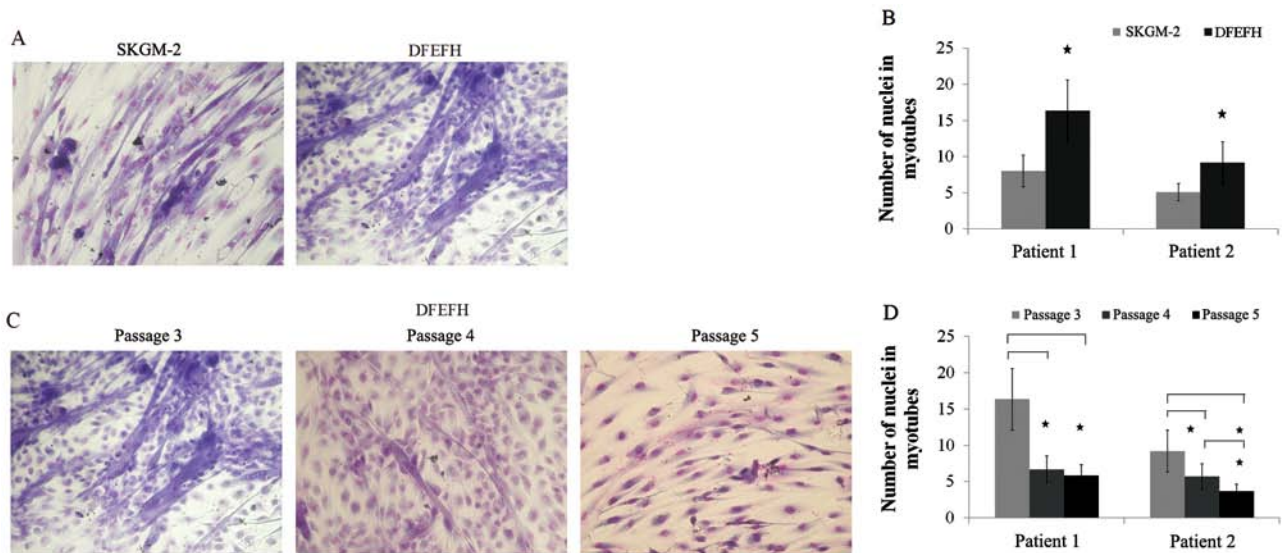 A
SKGM-2
DFEFH
B
SKGM-2
DFEFH
Number of nuclei in
myotubes
25
20
15
10
5
0
Patient 1
Patient 2
C
DFEFH
Passage 3
Passage 4
Passage 5
D
Passage 3
Passage 4
Passage 5
Number of nuclei in
myotubes
25
20
15
10
5
0
Patient 1
Patient 2